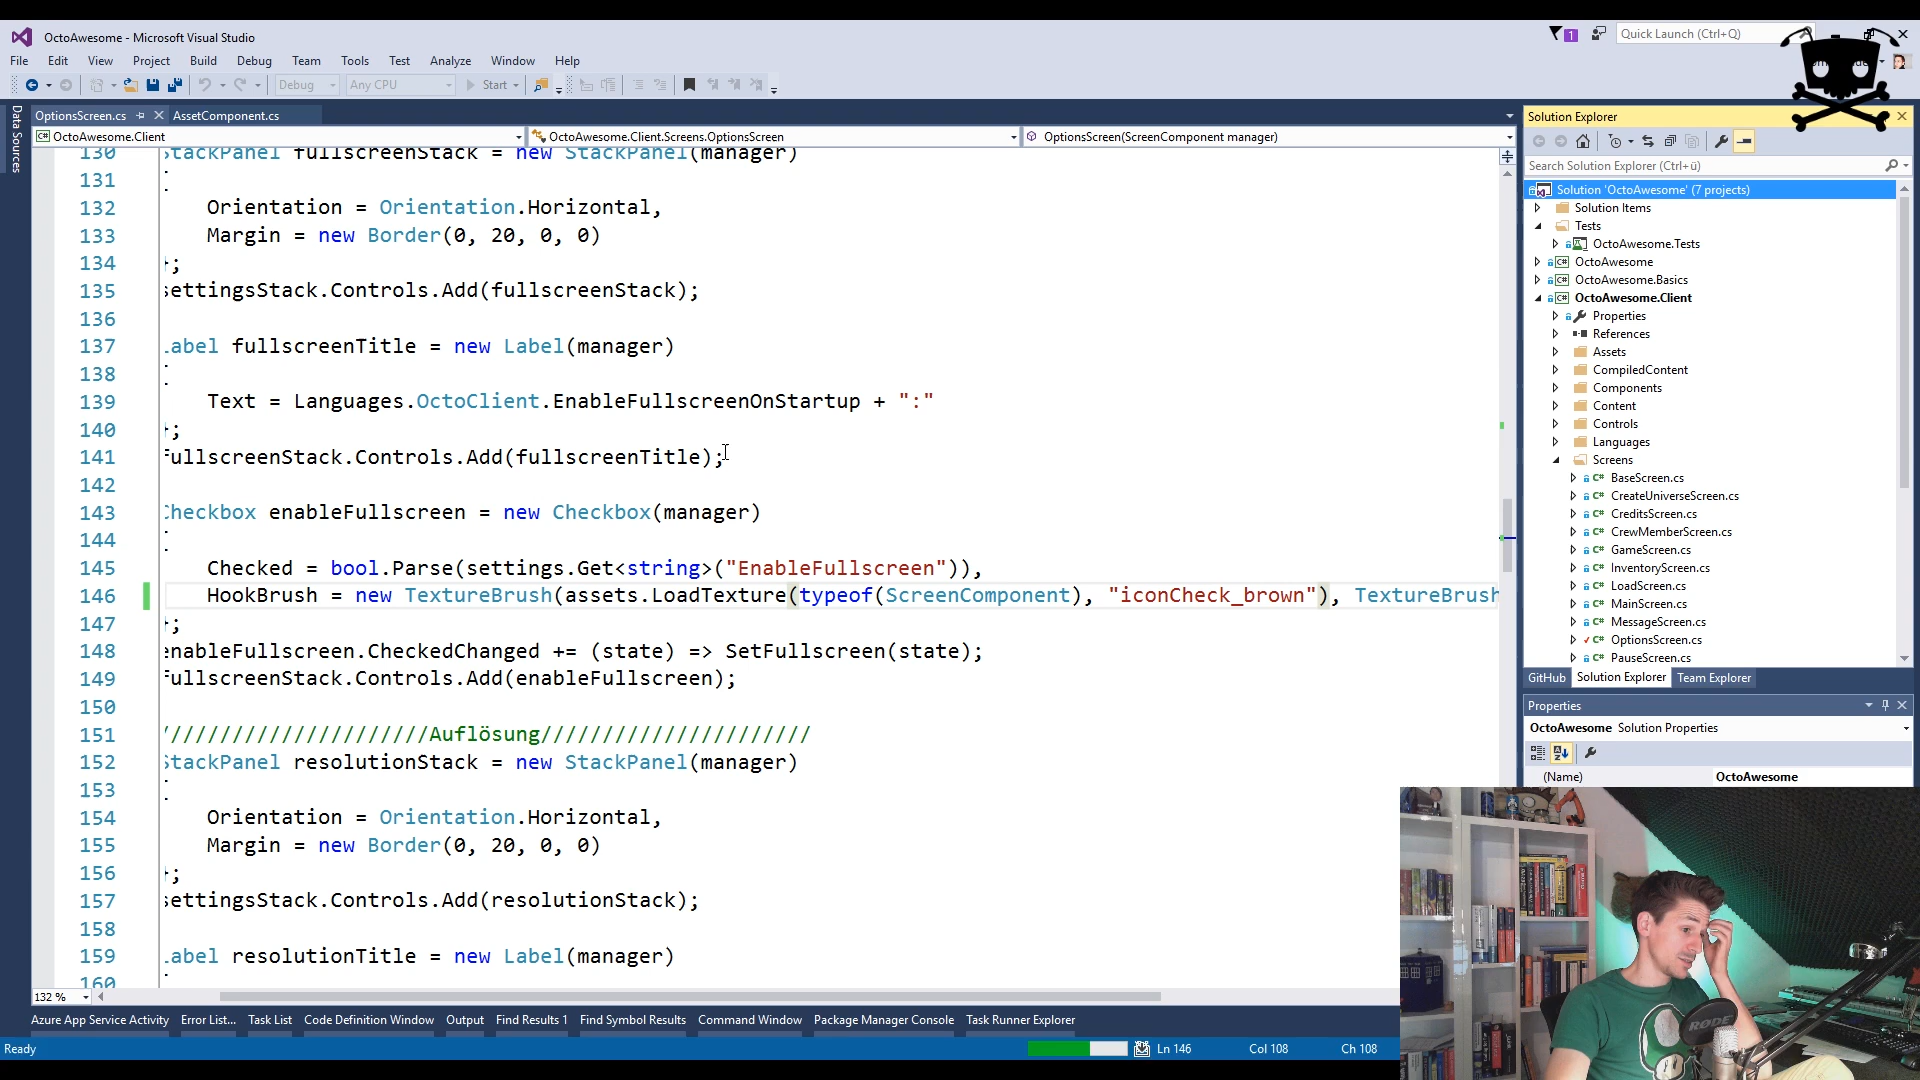 OctoAwesome - Microsoft Visual Studio
1
Quick Launch (Ctrl+Q)
File Edit View Project Build Debug Team Tools Test Analyze Window Help
Debug Any CPU Start
Data Sources
OptionsScreen.cs AssetComponent.cs
OctoAwesome.Client OctoAwesome.Client.Screens.OptionsScreen OptionsScreen(ScreenComponent manager)
130 StackPanel fullscreenStack = new StackPanel(manager)
131
132 Orientation = Orientation.Horizontal,
133 Margin = new Border(0, 20, 0, 0)
134 };
135 settingsStack.Controls.Add(fullscreenStack);
136
137 Label fullscreenTitle = new Label(manager)
138
139 Text = Languages.OctoClient.EnableFullscreenOnStartup + ":"
140 };
141 fullscreenStack.Controls.Add(fullscreenTitle);
142
143 Checkbox enableFullscreen = new Checkbox(manager)
144
145 Checked = bool.Parse(settings.Get<string>("EnableFullscreen")),
146 HookBrush = new TextureBrush(assets.LoadTexture(typeof(ScreenComponent), "iconCheck_brown"), TextureBrush
147 };
148 enableFullscreen.CheckedChanged += (state) => SetFullscreen(state);
149 fullscreenStack.Controls.Add(enableFullscreen);
150
151 //////////////////////Auflösung//////////////////////
152 StackPanel resolutionStack = new StackPanel(manager)
153
154 Orientation = Orientation.Horizontal,
155 Margin = new Border(0, 20, 0, 0)
156 };
157 settingsStack.Controls.Add(resolutionStack);
158
159 Label resolutionTitle = new Label(manager)
160
132 %
Azure App Service Activity Error List... Task List Code Definition Window Output Find Results 1 Find Symbol Results Command Window Package Manager Console Task Runner Explorer
Ready Ln 146 Col 108 Ch 108
Solution Explorer
Search Solution Explorer (Ctrl+ü)
Solution 'OctoAwesome' (7 projects)
Solution Items
Tests
OctoAwesome.Tests
OctoAwesome
OctoAwesome.Basics
OctoAwesome.Client
Properties
References
Assets
CompiledContent
Components
Content
Controls
Languages
Screens
BaseScreen.cs
CreateUniverseScreen.cs
CreditsScreen.cs
CrewMemberScreen.cs
GameScreen.cs
InventoryScreen.cs
LoadScreen.cs
MainScreen.cs
MessageScreen.cs
OptionsScreen.cs
PauseScreen.cs
GitHub Solution Explorer Team Explorer
Properties
OctoAwesome Solution Properties
(Name) OctoAwesome
RODE